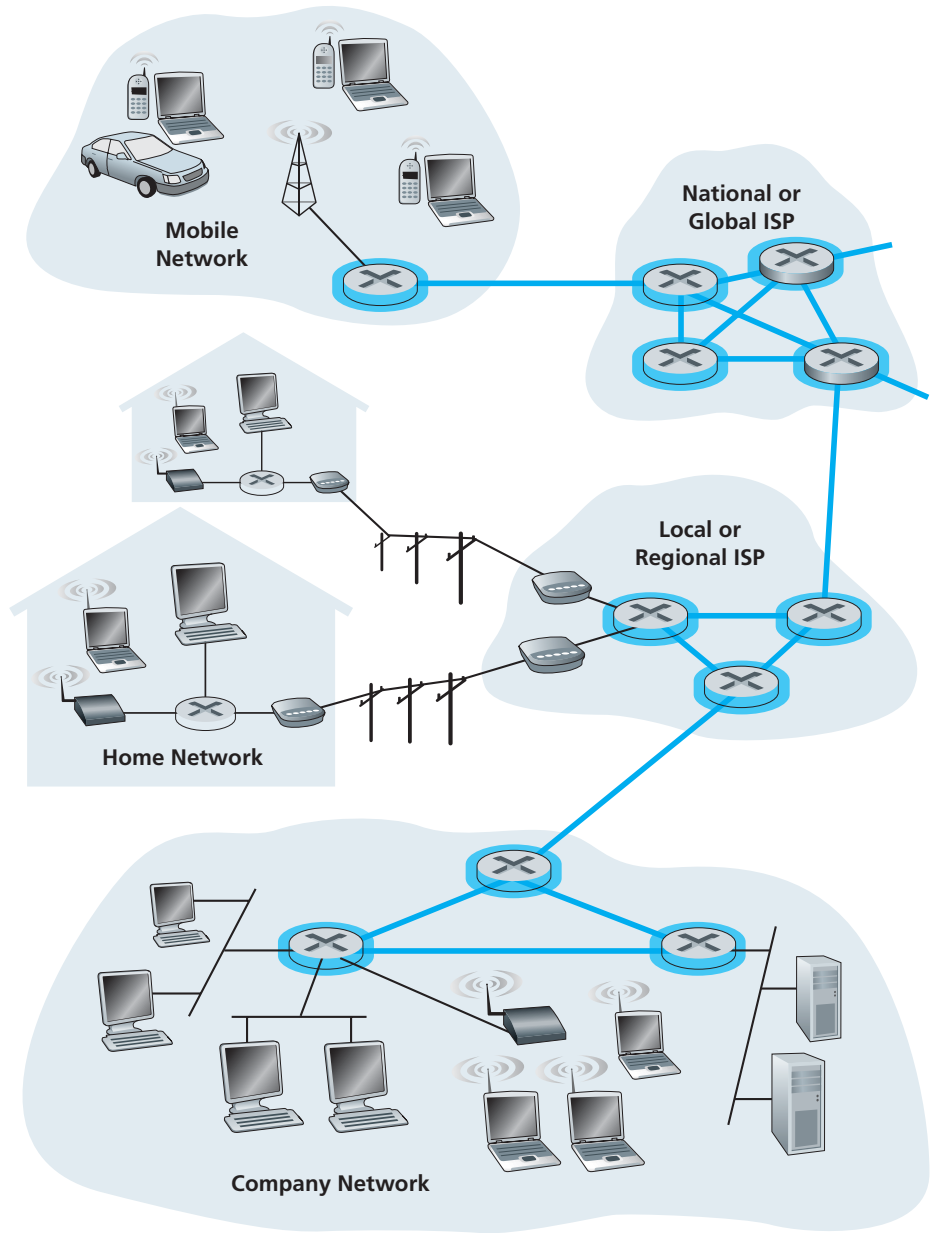 Mobile
Network
National or
Global ISP
Local or
Regional ISP
Home Network
Company Network